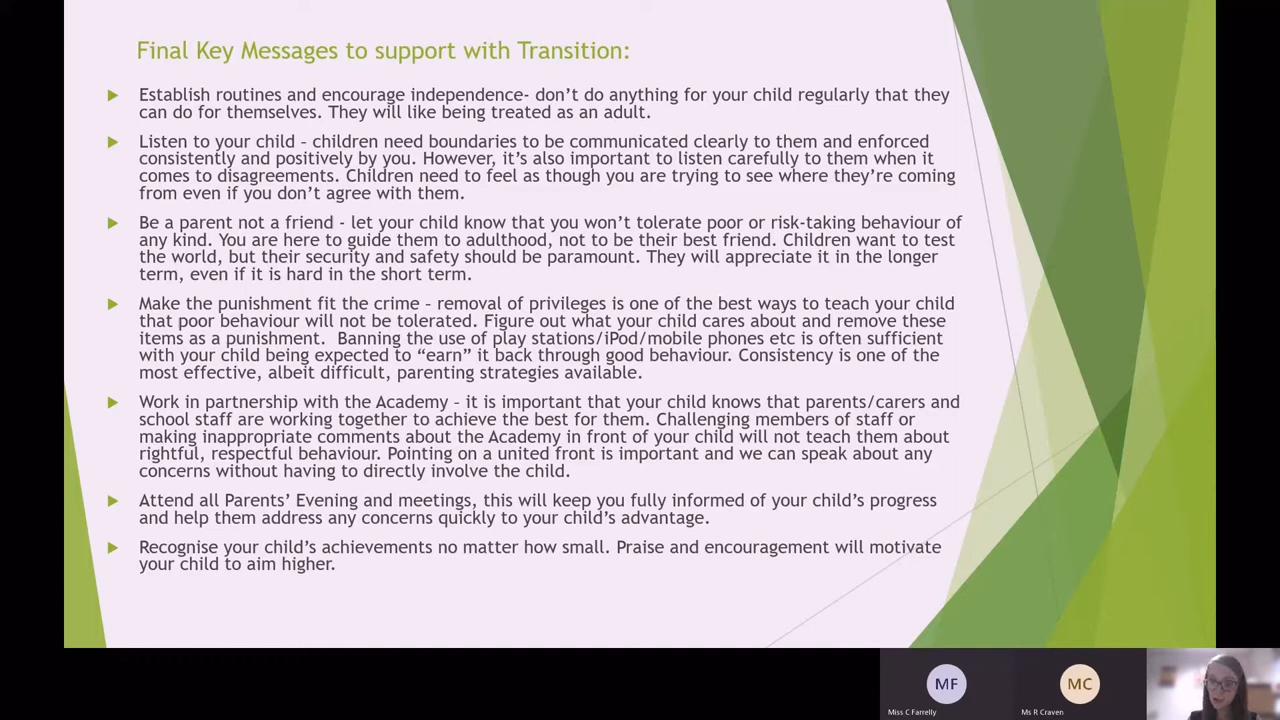 Final Key Messages to support with Transition:
Establish routines and encourage independence- don’t do anything for your child regularly that they
can do for themselves. They will like being treated as an adult.
Listen to your child – children need boundaries to be communicated clearly to them and enforced
consistently and positively by you. However, it’s also important to listen carefully to them when it
comes to disagreements. Children need to feel as though you are trying to see where they’re coming
from even if you don’t agree with them.
Be a parent not a friend - let your child know that you won’t tolerate poor or risk-taking behaviour of
any kind. You are here to guide them to adulthood, not to be their best friend. Children want to test
the world, but their security and safety should be paramount. They will appreciate it in the longer
term, even if it is hard in the short term.
Make the punishment fit the crime – removal of privileges is one of the best ways to teach your child
that poor behaviour will not be tolerated. Figure out what your child cares about and remove these
items as a punishment.  Banning the use of play stations/iPod/mobile phones etc is often sufficient
with your child being expected to “earn” it back through good behaviour. Consistency is one of the
most effective, albeit difficult, parenting strategies available.
Work in partnership with the Academy – it is important that your child knows that parents/carers and
school staff are working together to achieve the best for them. Challenging members of staff or
making inappropriate comments about the Academy in front of your child will not teach them about
rightful, respectful behaviour. Pointing on a united front is important and we can speak about any
concerns without having to directly involve the child.
Attend all Parents’ Evening and meetings, this will keep you fully informed of your child’s progress
and help them address any concerns quickly to your child’s advantage.
Recognise your child’s achievements no matter how small. Praise and encouragement will motivate
your child to aim higher.
MF
MC
Miss C Farrelly
Ms R Craven